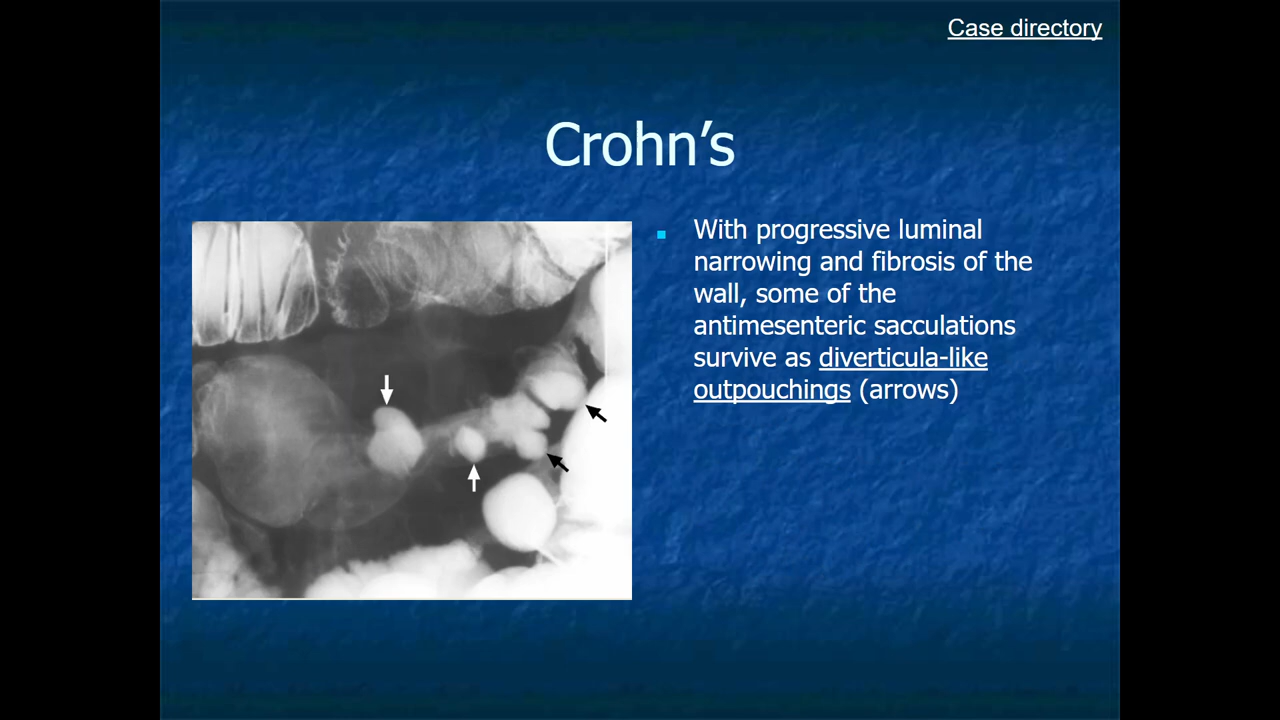 Case directory
Crohn’s
With progressive luminal
narrowing and fibrosis of the
wall, some of the
antimesenteric sacculations
survive as diverticula-like
outpouchings (arrows)